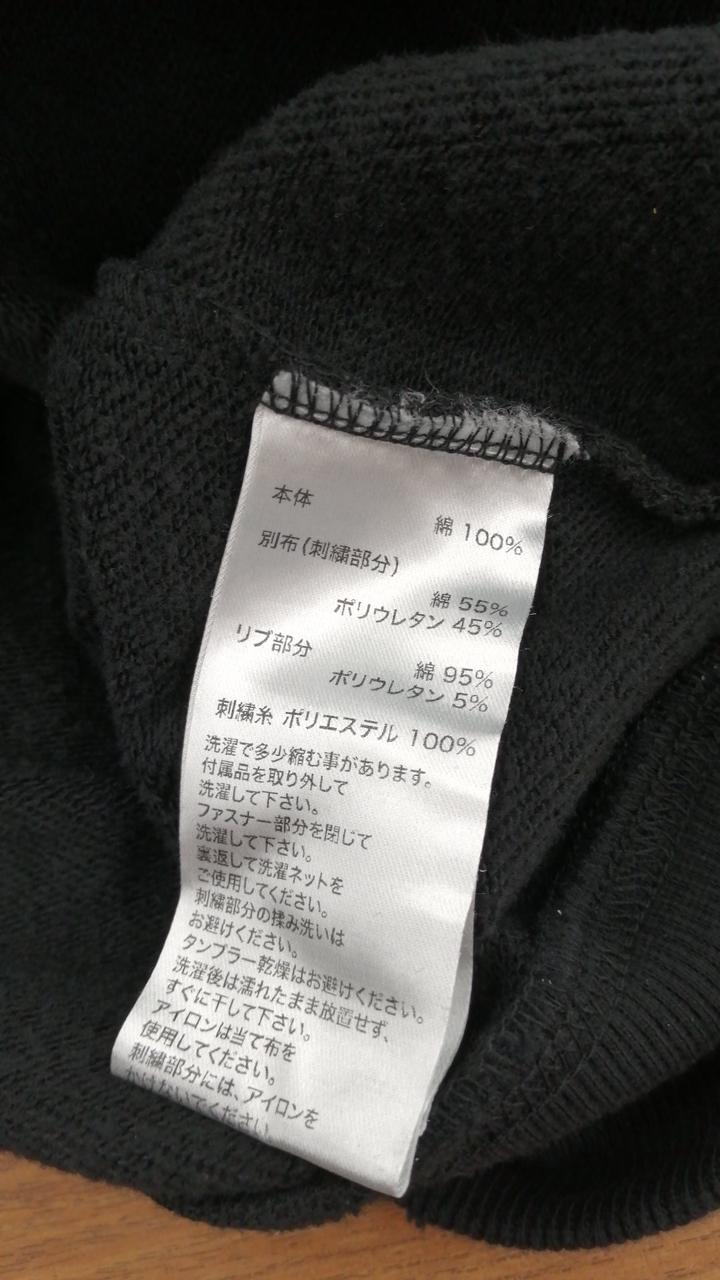 本体
綿 100%
別布(刺繍部分)
綿 55%
ポリウレタン 45%
リブ部分
綿 95%
ポリウレタン 5%
刺繍糸 ポリエステル 100%
洗濯で多少縮む事があります。
付属品を取り外して
洗濯して下さい。
ファスナー部分を閉じて
洗濯して下さい。
裏返して洗濯ネットを
ご使用してください。
刺繍部分の揉み洗いは
お避けください。
タンブラー乾燥はお避けください。
洗濯後は濡れたまま放置せず、
すぐに干して下さい。
アイロンは当て布を
使用してください。
刺繍部分には、アイロンを
かけないでください。